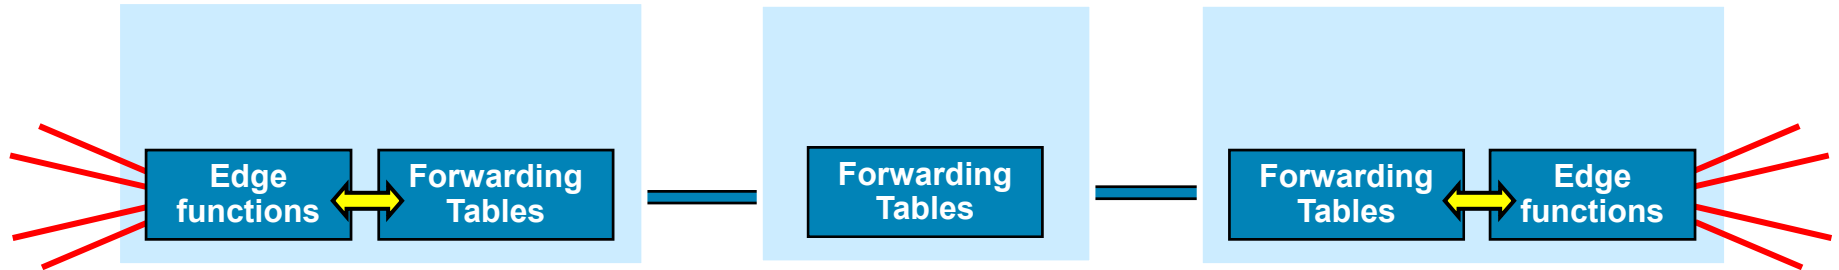 Edge
functions
Forwarding
Tables
Forwarding
Tables
Forwarding
Tables
Edge
functions